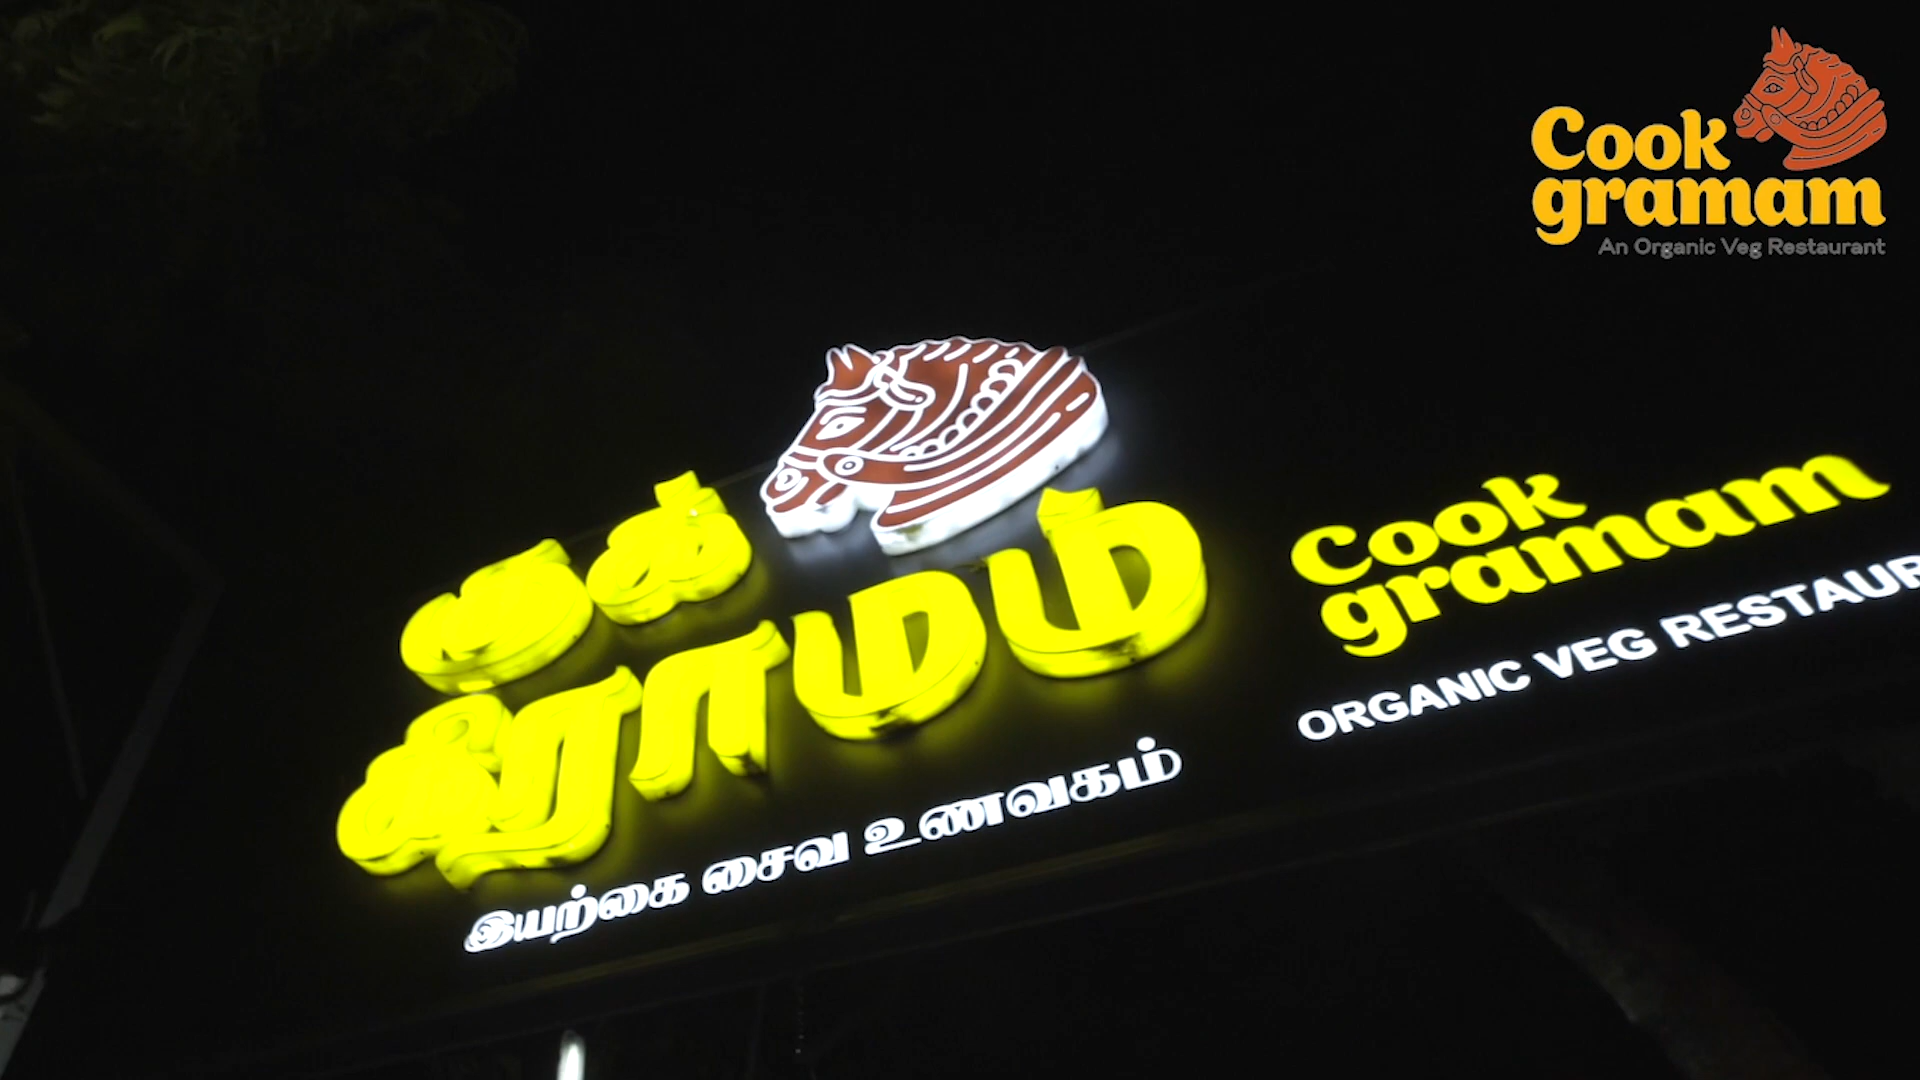 Cook
gramam
An Organic Veg Restaurant
குக்
கிராமம்
இயற்கை சைவ உணவகம்
Cook
gramam
ORGANIC VEG RESTAUR